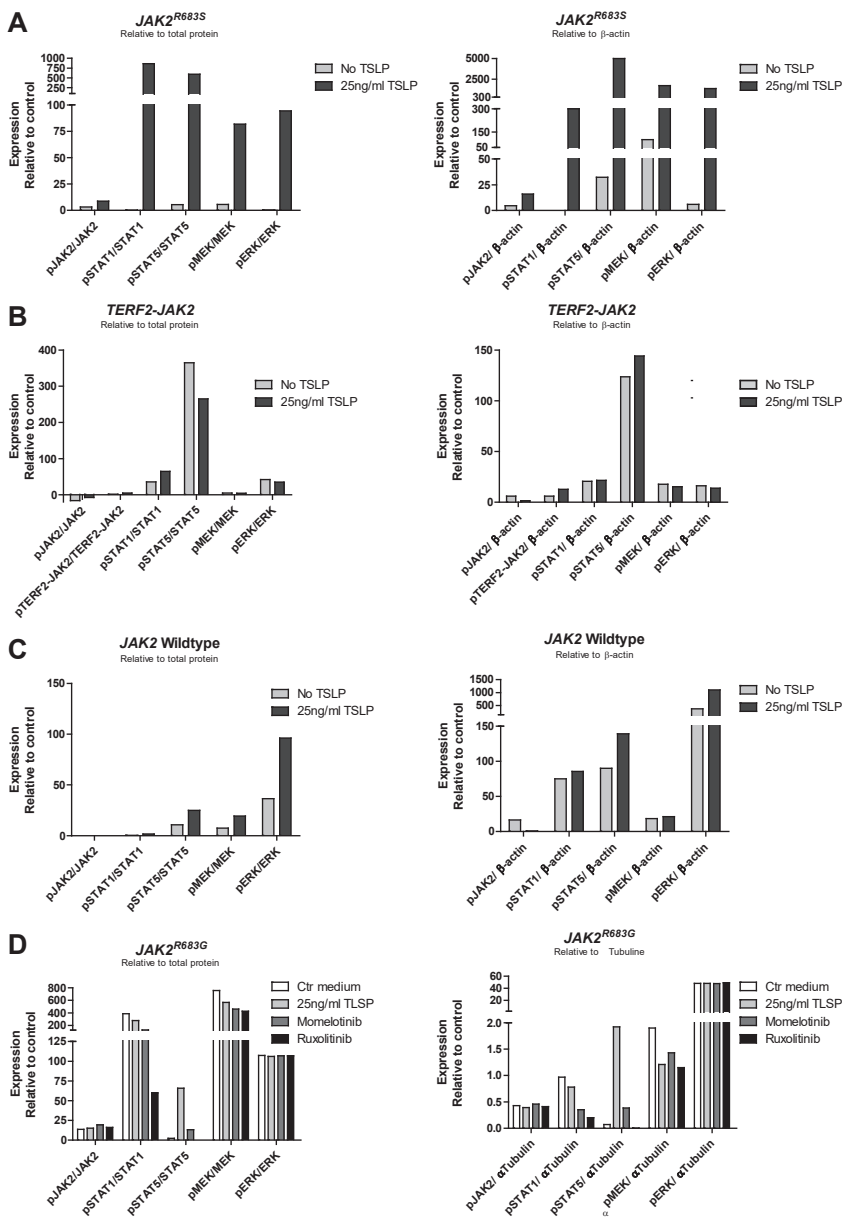 A
JAK2R683S
Relative to total protein
Expression
Relative to control
1000
750
500
250
100
75
50
25
0
No TSLP
25ng/ml TSLP
pJAK2/JAK2
pSTAT1/STAT1
pSTAT5/STAT5
pMEK/MEK
pERK/ERK
JAK2R683S
Relative to β-actin
Expression
Relative to control
5000
2500
300
300
150
50
50
25
0
No TSLP
25ng/ml TSLP
pJAK2/ β-actin
pSTAT1/ β-actin
pSTAT5/ β-actin
pMEK/ β-actin
pERK/ β-actin
B
TERF2-JAK2
Relative to total protein
Expression
Relative to control
400
300
200
100
0
No TSLP
25ng/ml TSLP
pJAK2/JAK2
pTERF2-JAK2/TERF2-JAK2
pSTAT1/STAT1
pSTAT5/STAT5
pMEK/MEK
pERK/ERK
TERF2-JAK2
Relative to β-actin
Expression
Relative to control
150
100
50
0
No TSLP
25ng/ml TSLP
pJAK2/ β-actin
pTERF2-JAK2/ β-actin
pSTAT1/ β-actin
pSTAT5/ β-actin
pMEK/ β-actin
pERK/ β-actin
C
JAK2 Wildtype
Relative to total protein
Expression
Relative to control
150
100
50
0
No TSLP
25ng/ml TSLP
pJAK2/JAK2
pSTAT1/STAT1
pSTAT5/STAT5
pMEK/MEK
pERK/ERK
JAK2 Wildtype
Relative to β-actin
Expression
Relative to control
1500
1000
500
150
100
50
0
No TSLP
25ng/ml TSLP
pJAK2/ β-actin
pSTAT1/ β-actin
pSTAT5/ β-actin
pMEK/ β-actin
pERK/ β-actin
D
JAK2R683G
Relative to total protein
Expression
Relative to control
800
600
400
200
125
100
75
50
25
0
Ctr medium
25ng/ml TLSP
Momelotinib
Ruxolitinib
pJAK2/JAK2
pSTAT1/STAT1
pSTAT5/STAT5
pMEK/MEK
pERK/ERK
JAK2R683G
Relative to Tubuline
Expression
Relative to control
60
40
20
0
2.0
1.5
1.0
0.5
0.0
Ctr medium
25ng/ml TLSP
Momelotinib
Ruxolitinib
pJAK2/ αTubulin
pSTAT1/ αTubulin
pSTAT5/ αTubulin
pMEK/ αTubulin
pERK/ αTubulin
α